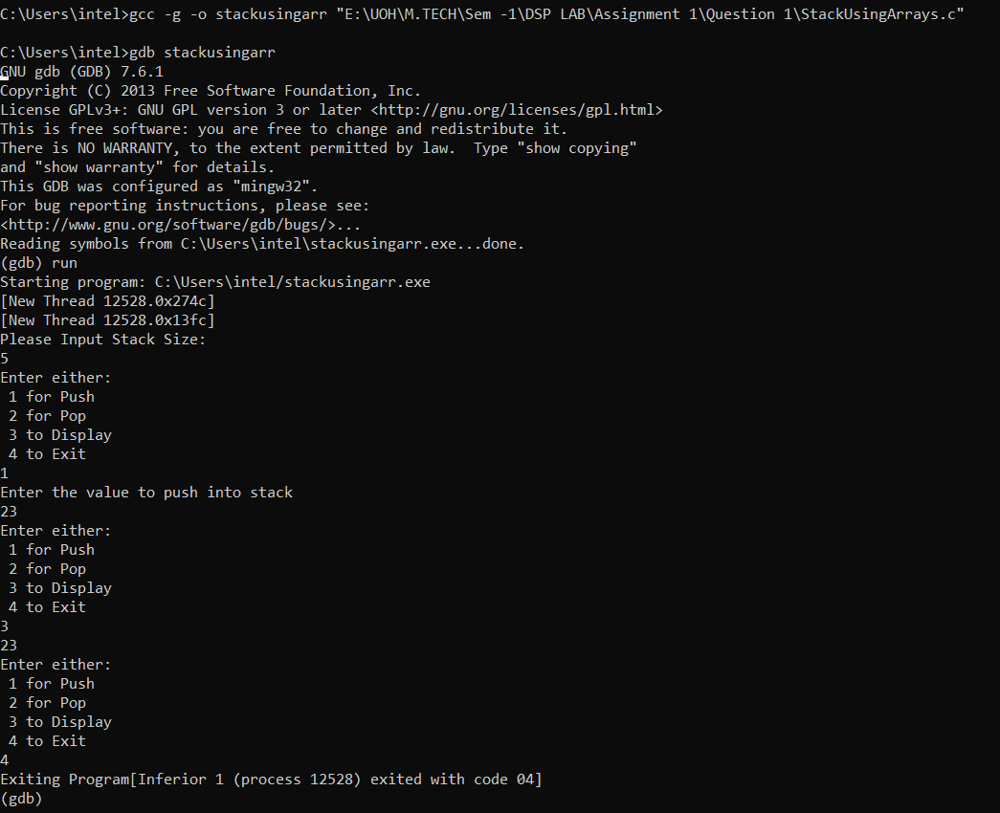 C:\Users\intel>gcc -g -o stackusingarr "E:\UOH\M.TECH\Sem -1\DSP LAB\Assignment 1\Question 1\StackUsingArrays.c"
C:\Users\intel>gdb stackusingarr
GNU gdb (GDB) 7.6.1
Copyright (C) 2013 Free Software Foundation, Inc.
License GPLv3+: GNU GPL version 3 or later <http://gnu.org/licenses/gpl.html>
This is free software: you are free to change and redistribute it.
There is NO WARRANTY, to the extent permitted by law.  Type "show copying"
and "show warranty" for details.
This GDB was configured as "mingw32".
For bug reporting instructions, please see:
<http://www.gnu.org/software/gdb/bugs/>...
Reading symbols from C:\Users\intel\stackusingarr.exe...done.
(gdb) run
Starting program: C:\Users\intel/stackusingarr.exe
[New Thread 12528.0x274c]
[New Thread 12528.0x13fc]
Please Input Stack Size:
5
Enter either:
 1 for Push
 2 for Pop
 3 to Display
 4 to Exit
1
Enter the value to push into stack
23
Enter either:
 1 for Push
 2 for Pop
 3 to Display
 4 to Exit
3
23
Enter either:
 1 for Push
 2 for Pop
 3 to Display
 4 to Exit
4
Exiting Program[Inferior 1 (process 12528) exited with code 04]
(gdb)